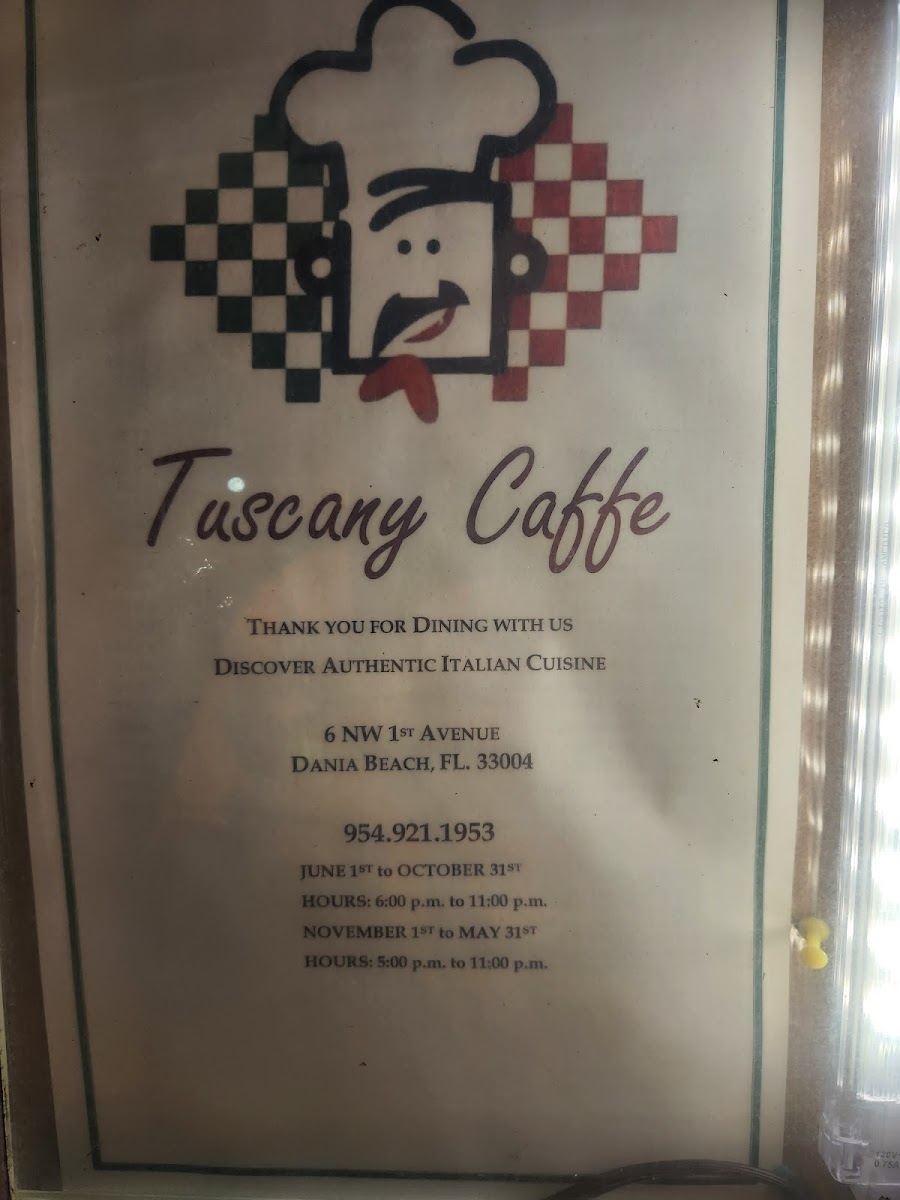 Tuscany Caffe
THANK YOU FOR DINING WITH US
DISCOVER AUTHENTIC ITALIAN CUISINE
6 NW 1ST AVENUE
DANIA BEACH, FL. 33004
954.921.1953
JUNE 1ST to OCTOBER 31ST
HOURS: 6:00 p.m. to 11:00 p.m.
NOVEMBER 1ST to MAY 31ST
HOURS: 5:00 p.m. to 11:00 p.m.